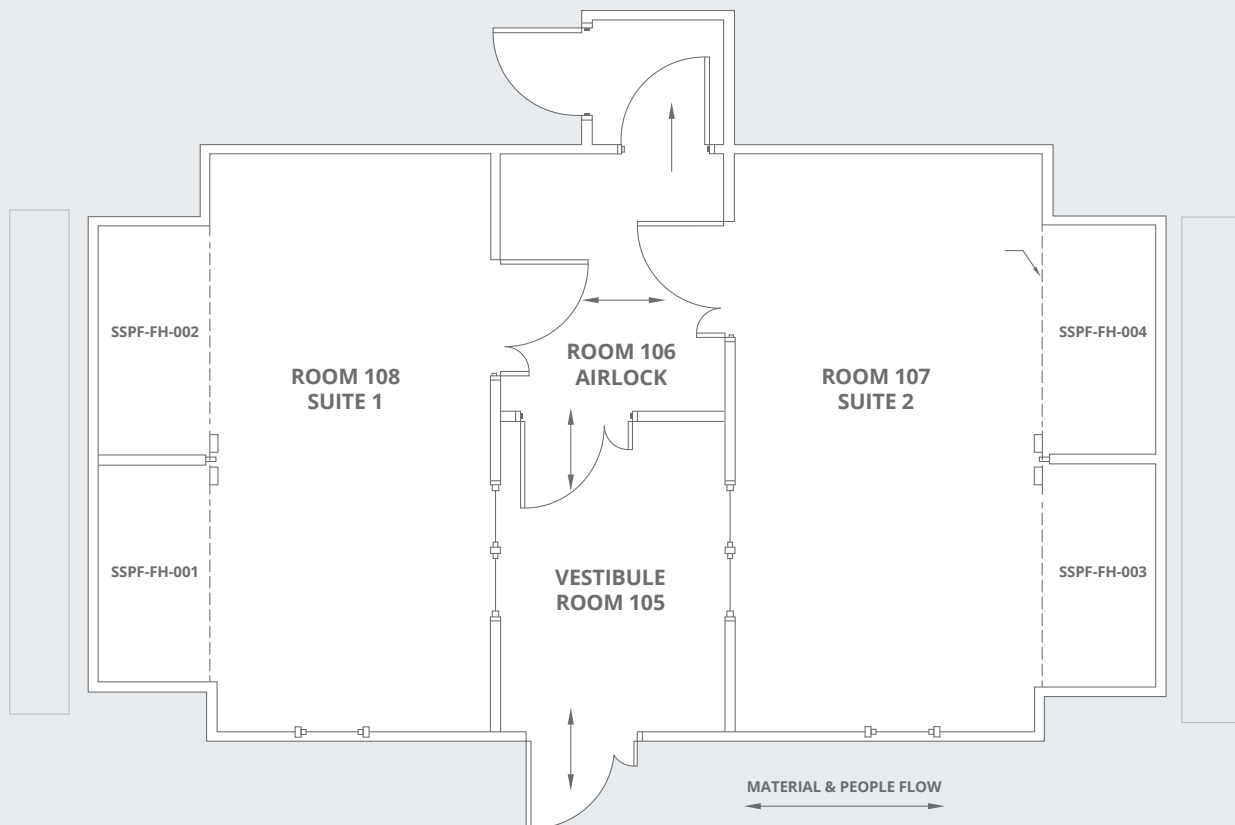 SSPF-FH-002
SSPF-FH-001
ROOM 108
SUITE 1
ROOM 106
AIRLOCK
VESTIBULE
ROOM 105
ROOM 107
SUITE 2
SSPF-FH-004
SSPF-FH-003
MATERIAL & PEOPLE FLOW